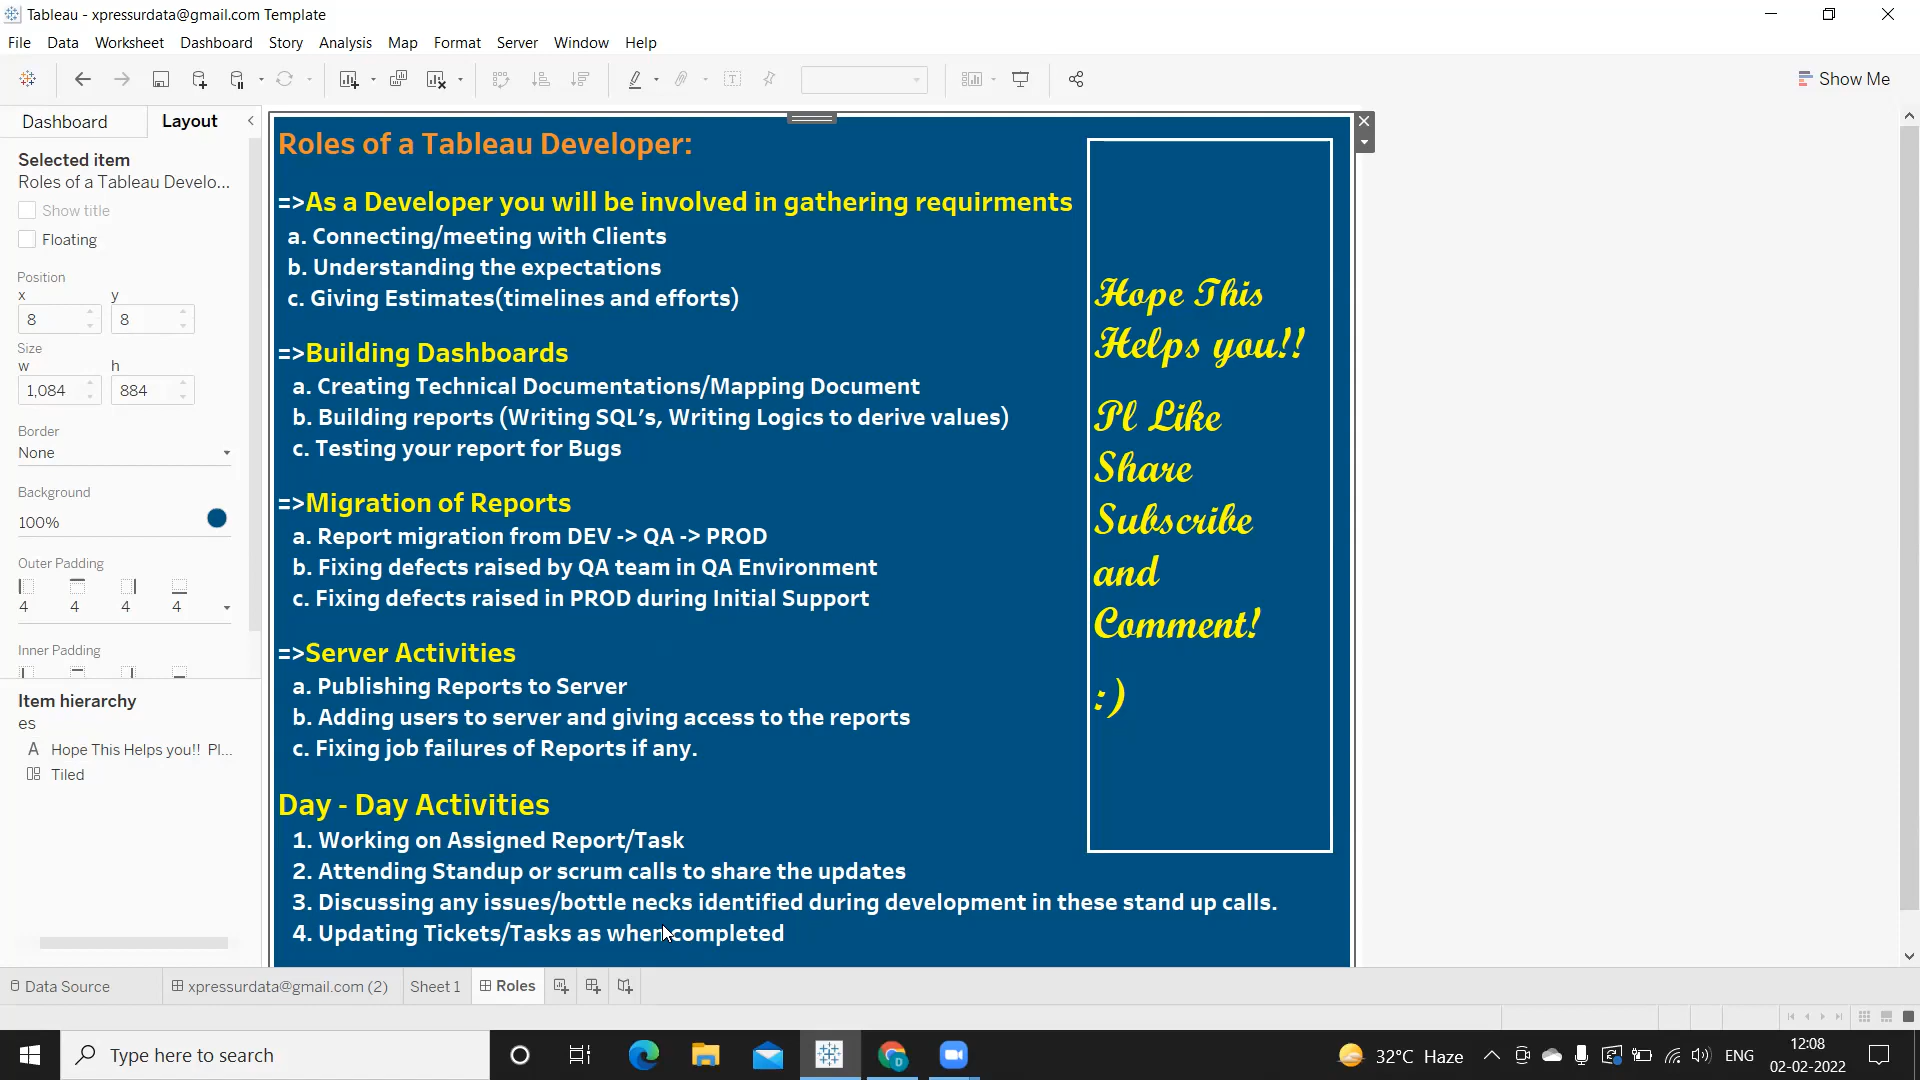 Tableau - xpressurdata@gmail.com Template
File Data Worksheet Dashboard Story Analysis Map Format Server Window Help
Show Me
Dashboard Layout
Selected item
Roles of a Tableau Develo...
Show title
Floating
Position
x y
8 8
Size
w h
1,084 884
Border
None
Background
100%
Outer Padding
4 4 4 4
Inner Padding
Item hierarchy
es
A Hope This Helps you!! Pl...
Tiled
Roles of a Tableau Developer:
=>As a Developer you will be involved in gathering requirments
a. Connecting/meeting with Clients
b. Understanding the expectations
c. Giving Estimates(timelines and efforts)
=>Building Dashboards
a. Creating Technical Documentations/Mapping Document
b. Building reports (Writing SQL's, Writing Logics to derive values)
c. Testing your report for Bugs
=>Migration of Reports
a. Report migration from DEV -> QA -> PROD
b. Fixing defects raised by QA team in QA Environment
c. Fixing defects raised in PROD during Initial Support
=>Server Activities
a. Publishing Reports to Server
b. Adding users to server and giving access to the reports
c. Fixing job failures of Reports if any.
Day - Day Activities
1. Working on Assigned Report/Task
2. Attending Standup or scrum calls to share the updates
3. Discussing any issues/bottle necks identified during development in these stand up calls.
4. Updating Tickets/Tasks as when completed
Hope This
Helps you!!
Pl Like
Share
Subscribe
and
Comment!
:)
Data Source xpressurdata@gmail.com (2) Sheet 1 Roles
Type here to search
32°C Haze
ENG
12:08
02-02-2022